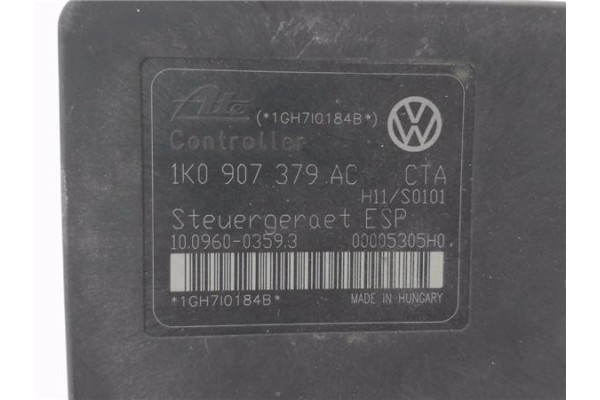 Ate (*1GH7I0184B*)
Controller
1K0 907 379 AC CTA
H11/S0101
Steuergeraet ESP
10.0960-0359.3 00005305H0
*1GH7I0184B* MADE IN HUNGARY